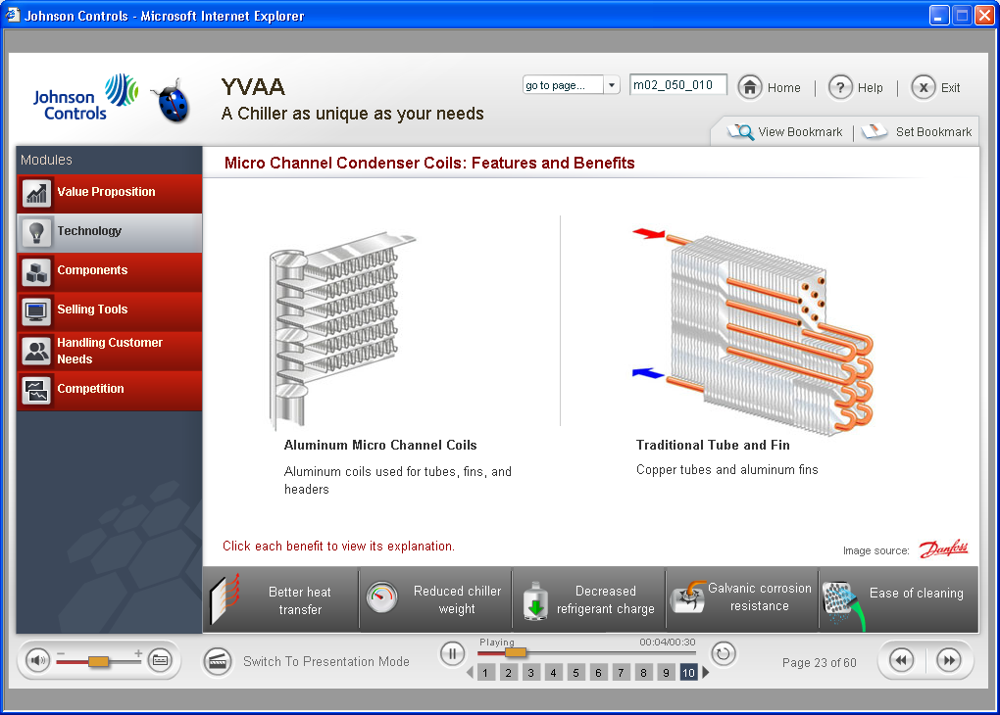 Johnson Controls - Microsoft Internet Explorer
Johnson
Controls
YVAA
A Chiller as unique as your needs
go to page...
m02_050_010
Home
Help
Exit
View Bookmark
Set Bookmark
Modules
Value Proposition
Technology
Components
Selling Tools
Handling Customer
Needs
Competition
Micro Channel Condenser Coils: Features and Benefits
Aluminum Micro Channel Coils
Aluminum coils used for tubes, fins, and
headers
Traditional Tube and Fin
Copper tubes and aluminum fins
Click each benefit to view its explanation.
Image source:
Danfoss
Better heat
transfer
Reduced chiller
weight
Decreased
refrigerant charge
Galvanic corrosion
resistance
Ease of cleaning
Switch To Presentation Mode
Playing
00:04/00:30
1 2 3 4 5 6 7 8 9 10
Page 23 of 60